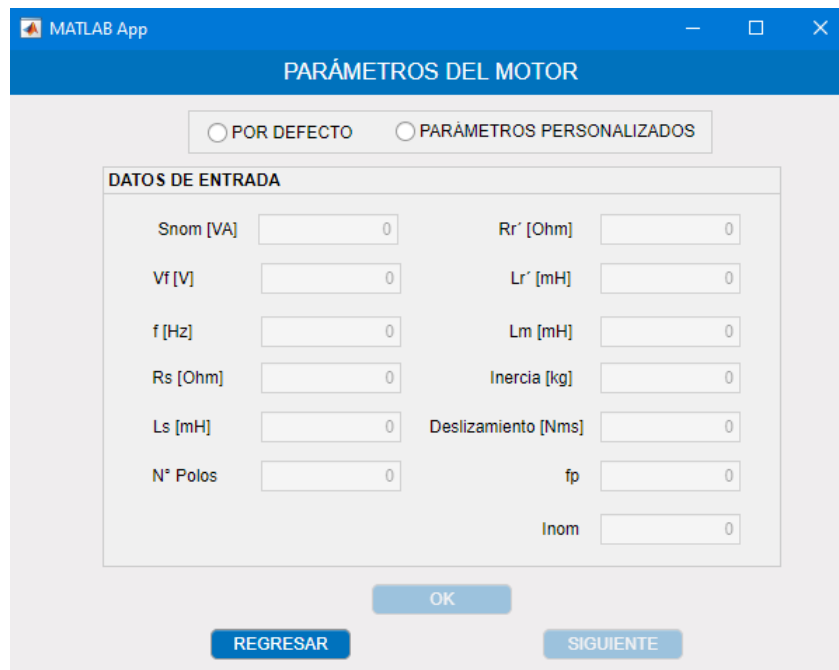 MATLAB App
PARÁMETROS DEL MOTOR
POR DEFECTO
PARÁMETROS PERSONALIZADOS
DATOS DE ENTRADA
Snom [VA] 0
Rr´ [Ohm] 0
Vf [V] 0
Lr´ [mH] 0
f [Hz] 0
Lm [mH] 0
Rs [Ohm] 0
Inercia [kg] 0
Ls [mH] 0
Deslizamiento [Nms] 0
N° Polos 0
fp 0
Inom 0
OK
REGRESAR
SIGUIENTE